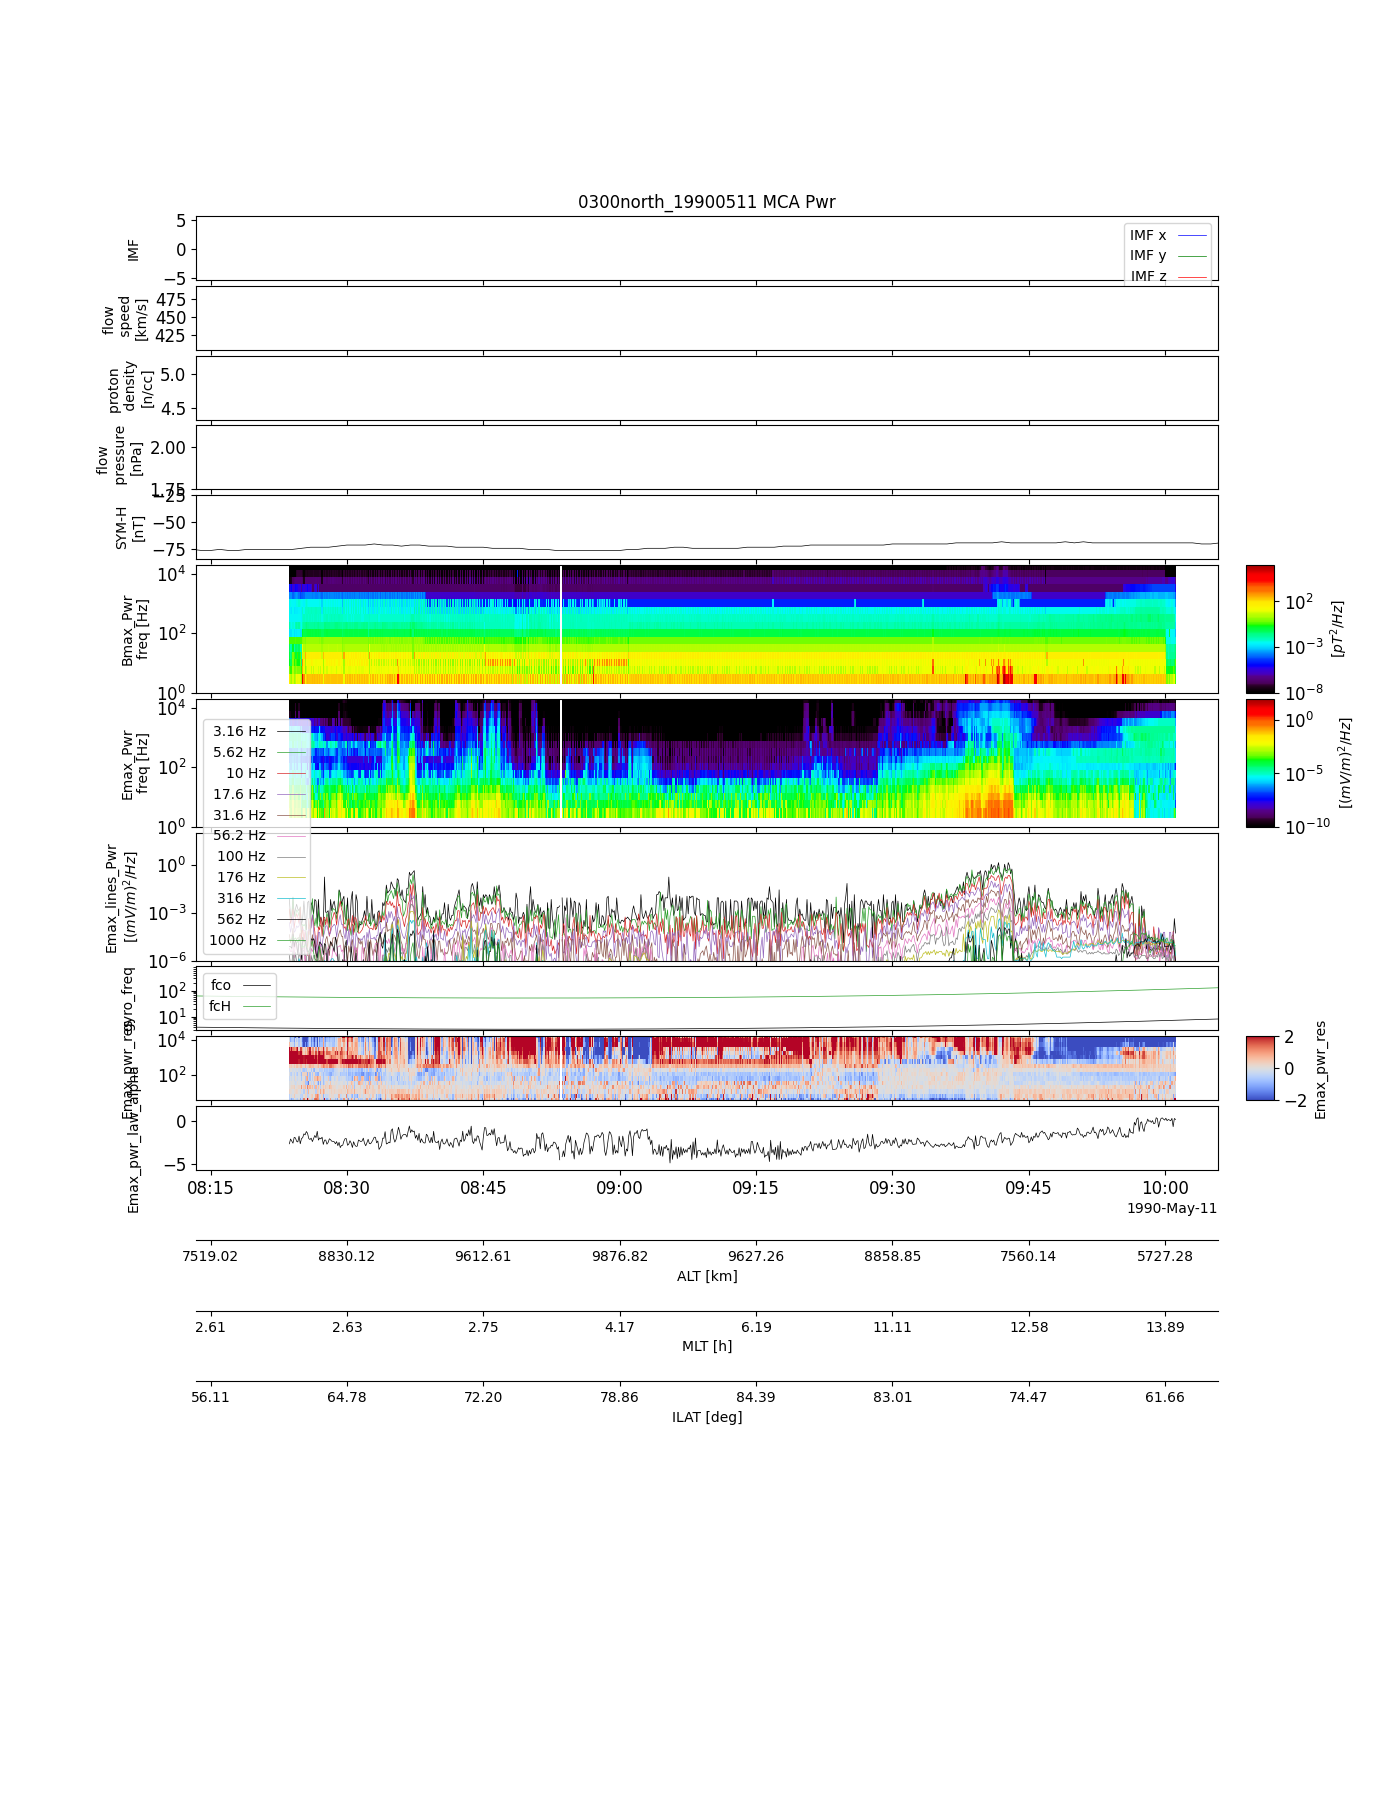 0300north_19900511 MCA Pwr
5
0
−5
IMF
IMF x
IMF y
IMF z
475
450
425
flow
speed
[km/s]
5.0
4.5
proton
density
[n/cc]
2.00
1.75
flow
pressure
[nPa]
−25
−50
−75
SYM-H
[nT]
10^4
10^2
10^0
Bmax_Pwr
freq [Hz]
10^2
10^−3
10^−8
[pT^2/Hz]
10^4
10^2
10^0
Emax_Pwr
freq [Hz]
10^0
10^−5
10^−10
[(mV/m)^2/Hz]
3.16 Hz
5.62 Hz
10 Hz
17.6 Hz
31.6 Hz
56.2 Hz
100 Hz
176 Hz
316 Hz
562 Hz
1000 Hz
10^0
10^−3
10^−6
Emax_lines_Pwr
[(mV/m)^2/Hz]
10^2
10^1
gyro_freq
fco
fcH
10^4
10^2
Emax_pwr_res
2
0
−2
Emax_pwr_res
0
−5
Emax_pwr_law_alpha
08:15 08:30 08:45 09:00 09:15 09:30 09:45 10:00
1990-May-11
7519.02 8830.12 9612.61 9876.82 9627.26 8858.85 7560.14 5727.28
ALT [km]
2.61 2.63 2.75 4.17 6.19 11.11 12.58 13.89
MLT [h]
56.11 64.78 72.20 78.86 84.39 83.01 74.47 61.66
ILAT [deg]